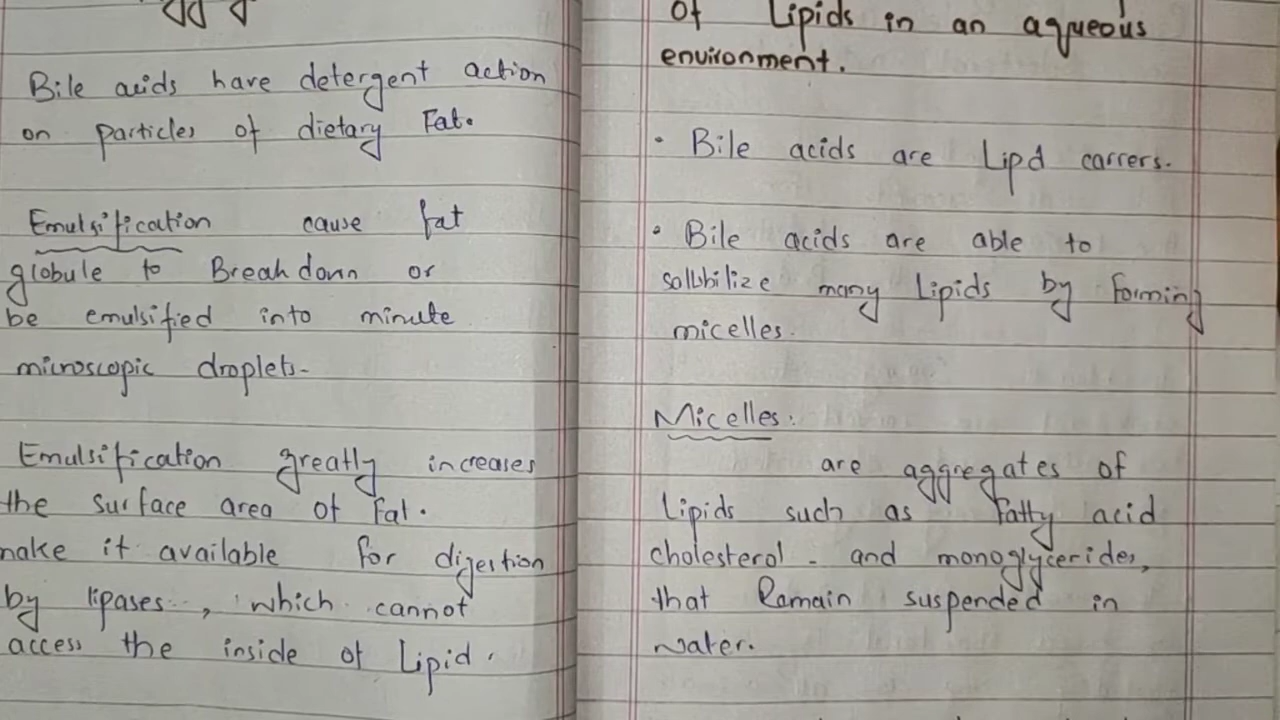 Bile acids have detergent action
on particles of dietary Fat.
Emulsification cause fat
globule to Breakdown or
be emulsified into minute
microscopic droplets-
Emulsification greatly increases
the surface area of Fat.
make it available for digestion
by lipases, which cannot
access the inside of Lipid.
of Lipids in an aqueous
environment.
• Bile acids are Lipd carrers.
• Bile acids are able to
sollbilize many Lipids by Forming
micelles.
Micelles:
are aggregates of
Lipids such as Fatty acid
cholesterol - and monoglycerides,
that Remain suspended in
water.